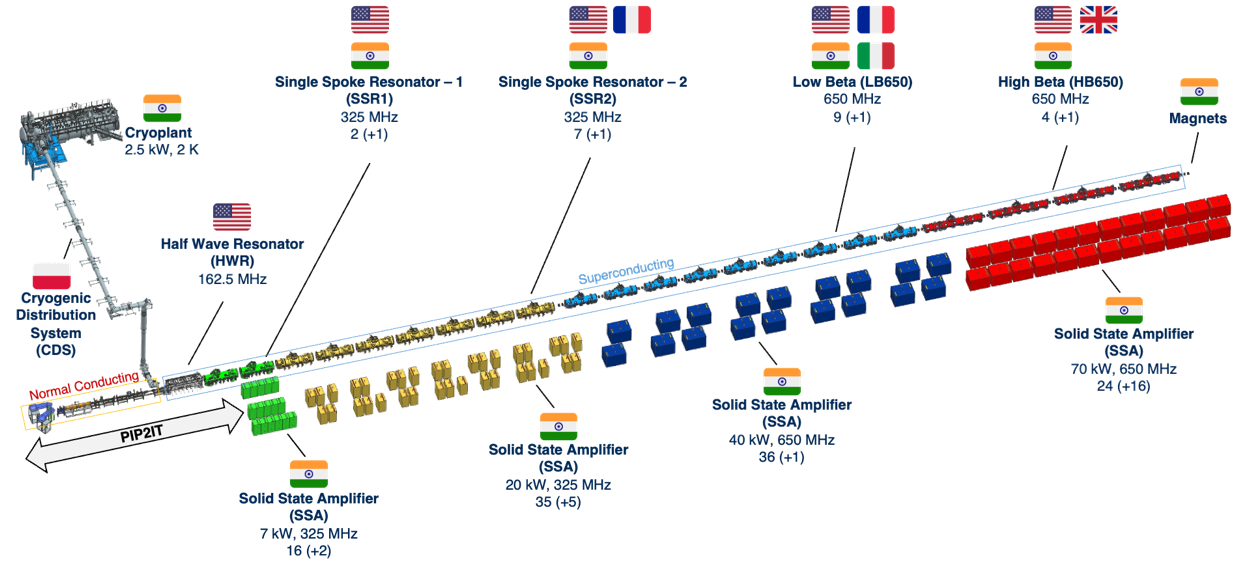 Single Spoke Resonator – 1
(SSR1)
325 MHz
2 (+1)
Single Spoke Resonator – 2
(SSR2)
325 MHz
7 (+1)
Low Beta (LB650)
650 MHz
9 (+1)
High Beta (HB650)
650 MHz
4 (+1)
Magnets
Cryoplant
2.5 kW, 2 K
Half Wave Resonator
(HWR)
162.5 MHz
Cryogenic
Distribution
System
(CDS)
Superconducting
Normal Conducting
PIP2IT
Solid State Amplifier
(SSA)
7 kW, 325 MHz
16 (+2)
Solid State Amplifier
(SSA)
20 kW, 325 MHz
35 (+5)
Solid State Amplifier
(SSA)
40 kW, 650 MHz
36 (+1)
Solid State Amplifier
(SSA)
70 kW, 650 MHz
24 (+16)